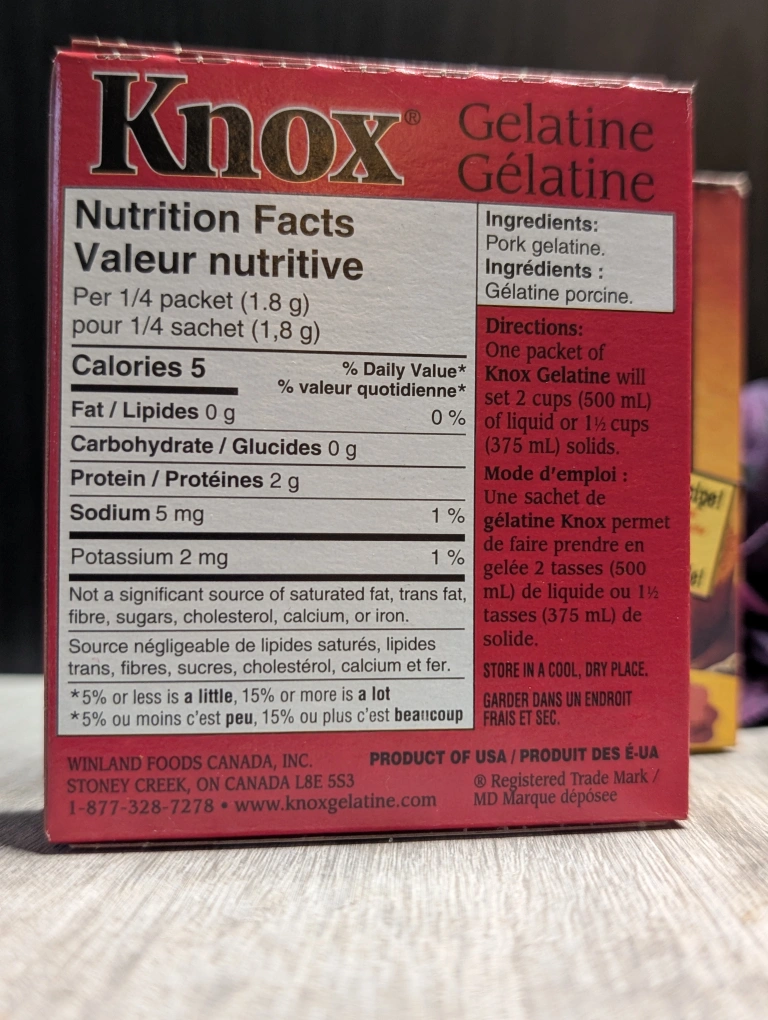 Knox®
Gelatine
Gélatine
Nutrition Facts
Valeur nutritive
Per 1/4 packet (1.8 g)
pour 1/4 sachet (1,8 g)
Calories 5
% Daily Value*
% valeur quotidienne*
Fat / Lipides 0 g 0 %
Carbohydrate / Glucides 0 g
Protein / Protéines 2 g
Sodium 5 mg 1 %
Potassium 2 mg 1 %
Not a significant source of saturated fat, trans fat,
fibre, sugars, cholesterol, calcium, or iron.
Source négligeable de lipides saturés, lipides
trans, fibres, sucres, cholestérol, calcium et fer.
*5% or less is a little, 15% or more is a lot
*5% ou moins c'est peu, 15% ou plus c'est beaucoup
Ingredients:
Pork gelatine.
Ingrédients :
Gélatine porcine.
Directions:
One packet of
Knox Gelatine will
set 2 cups (500 mL)
of liquid or 1½ cups
(375 mL) solids.
Mode d'emploi :
Une sachet de
gélatine Knox permet
de faire prendre en
gelée 2 tasses (500
mL) de liquide ou 1½
tasses (375 mL) de
solide.
STORE IN A COOL, DRY PLACE.
GARDER DANS UN ENDROIT
FRAIS ET SEC.
WINLAND FOODS CANADA, INC.
STONEY CREEK, ON CANADA L8E 5S3
1-877-328-7278 • www.knoxgelatine.com
PRODUCT OF USA / PRODUIT DES É-UA
® Registered Trade Mark /
MD Marque déposée